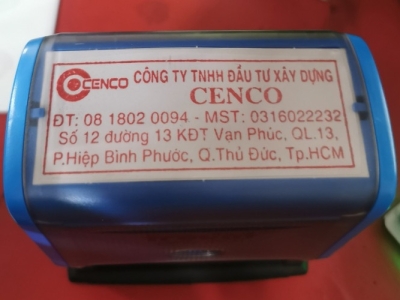 CENCO
CÔNG TY TNHH ĐẦU TƯ XÂY DỰNG
CENCO
ĐT: 08 1802 0094 - MST: 0316022232
Số 12 đường 13 KĐT Vạn Phúc, QL.13,
P.Hiệp Bình Phước, Q.Thủ Đức, Tp.HCM